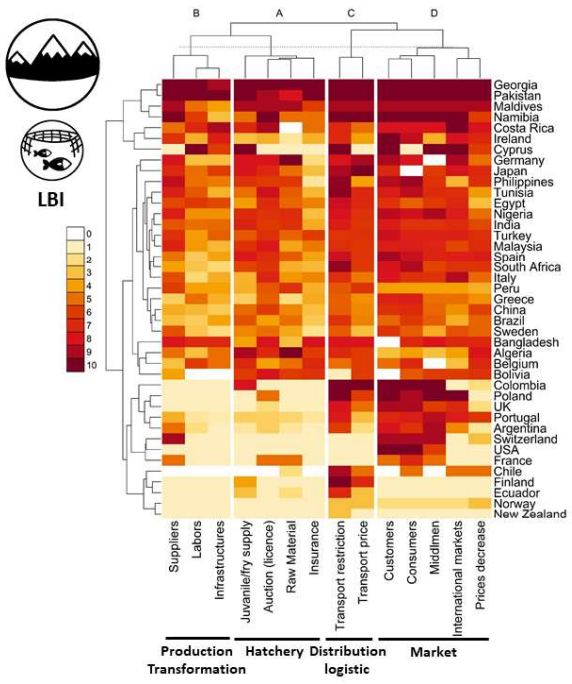 B A C D
LBI
0
1
2
3
4
5
6
7
8
9
10
Georgia
Pakistan
Maldives
Namibia
Costa Rica
Ireland
Cyprus
Germany
Japan
Philippines
Tunisia
Egypt
Nigeria
India
Turkey
Malaysia
Spain
South Africa
Italy
Peru
Greece
China
Brazil
Sweden
Bangladesh
Algeria
Belgium
Bolivia
Colombia
Poland
UK
Portugal
Argentina
Switzerland
USA
France
Chile
Finland
Ecuador
Norway
New Zealand
Suppliers
Labors
Infrastructures
Juvenile/fry supply
Auction (licence)
Raw Material
Insurance
Transport restriction
Transport price
Customers
Consumers
Middlmen
International markets
Prices decrease
Production Hatchery Distribution Market
Transformation logistic